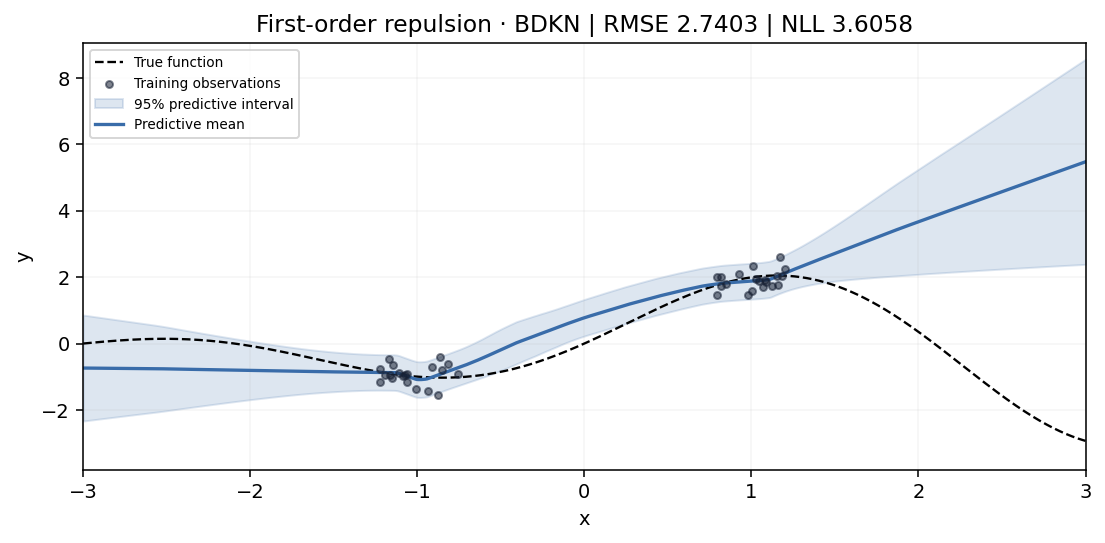 First-order repulsion · BDKN | RMSE 2.7403 | NLL 3.6058
True function
Training observations
95% predictive interval
Predictive mean
y
8
6
4
2
0
−2
−3
−2
−1
0
1
2
3
x